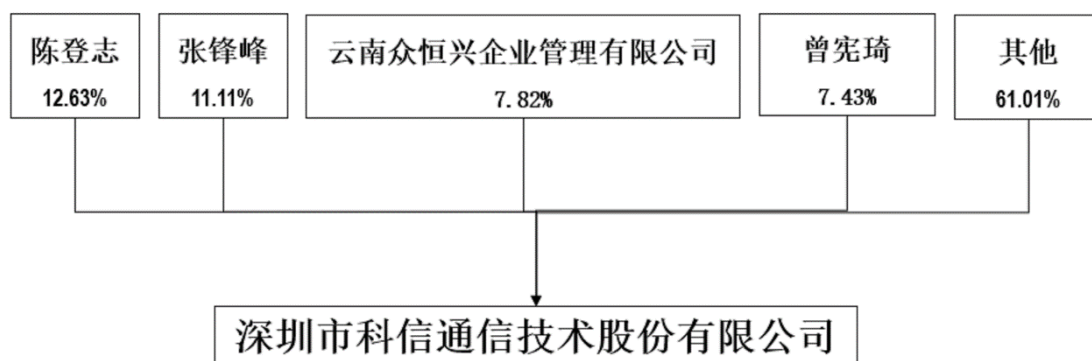 陈登志
12.63%
张锋峰
11.11%
云南众恒兴企业管理有限公司
7.82%
曾宪琦
7.43%
其他
61.01%
深圳市科信通信技术股份有限公司